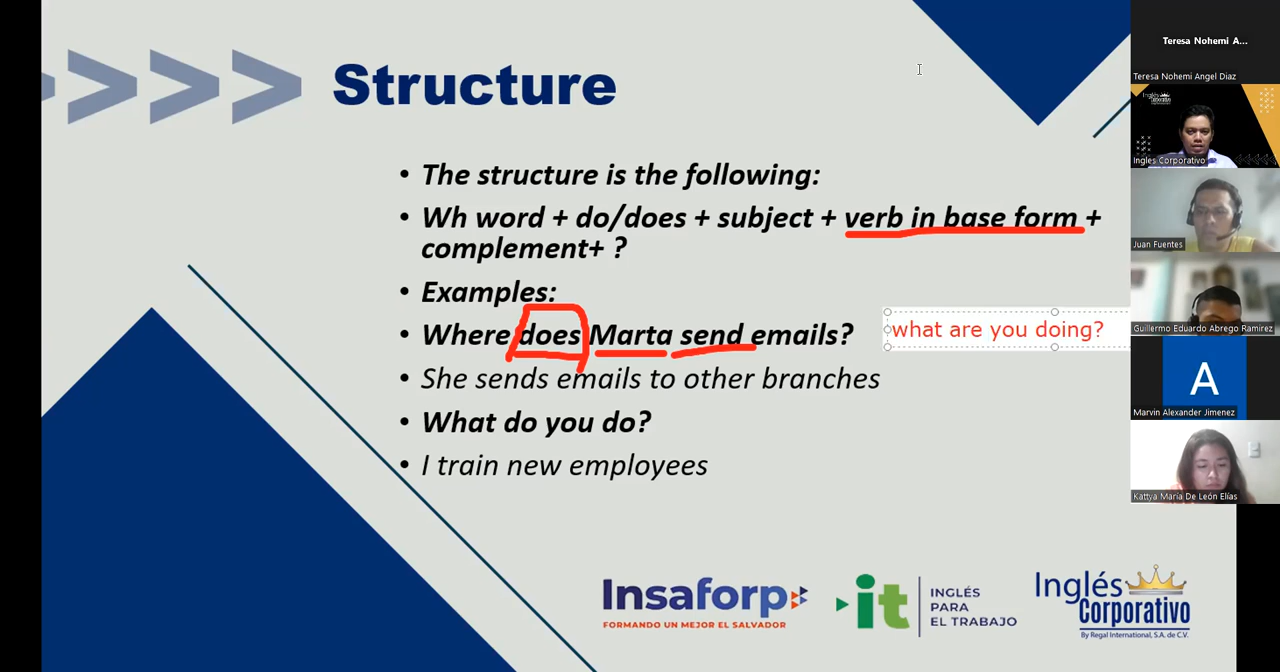 Structure
• The structure is the following:
• Wh word + do/does + subject + verb in base form +
complement+ ?
• Examples:
• Where does Marta send emails?
what are you doing?
• She sends emails to other branches
• What do you do?
• I train new employees
Insaforp
FORMANDO UN MEJOR EL SALVADOR
it
INGLÉS
PARA
EL TRABAJO
Inglés
Corporativo
By Regal International, S.A. de C.V.
Teresa Nohemi A...
Teresa Nohemi Angel Diaz
Inglés Corporativo
Ingles Corporativo
Juan Fuentes
Guillermo Eduardo Abrego Ramirez
A
Marvin Alexander Jimenez
Kattya María De León Elías